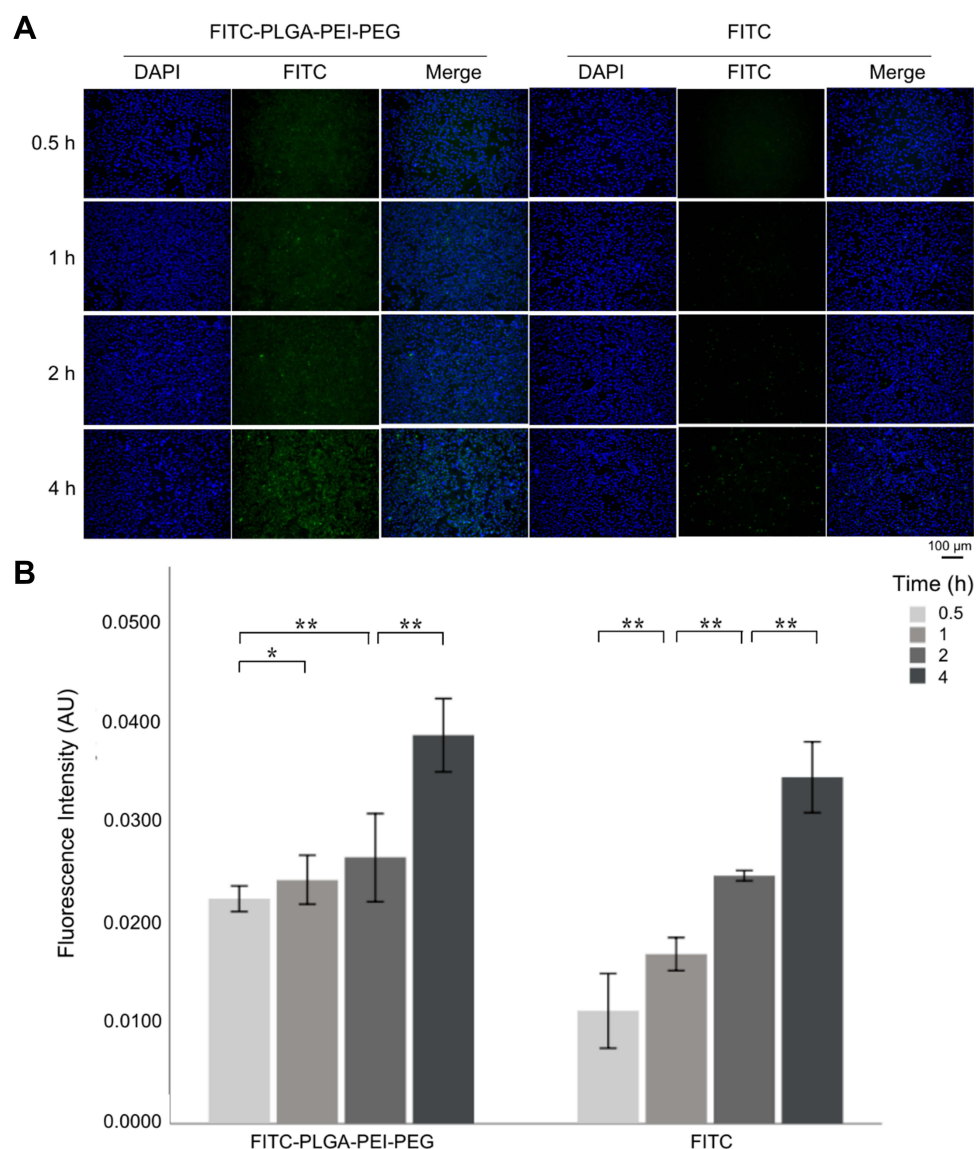 A
FITC-PLGA-PEI-PEG FITC
DAPI FITC Merge DAPI FITC Merge
0.5 h
1 h
2 h
4 h
100 µm
B
Time (h)
0.5
1
2
4
Fluorescence Intensity (AU)
0.0500
0.0400
0.0300
0.0200
0.0100
0.0000
** ** ** ** **
*
FITC-PLGA-PEI-PEG FITC